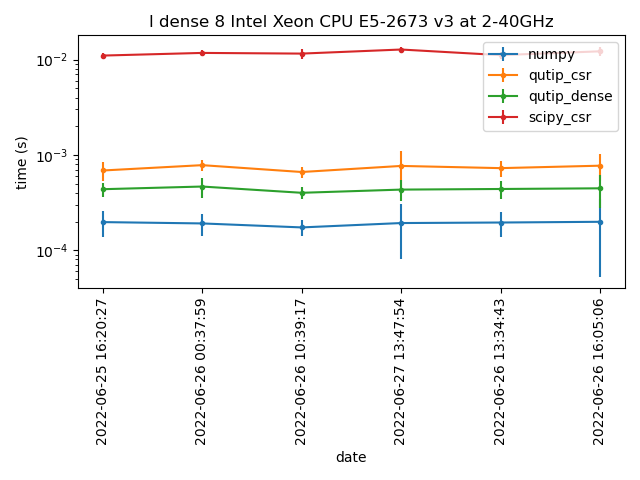 I dense 8 Intel Xeon CPU E5-2673 v3 at 2-40GHz
time (s)
10⁻²
10⁻³
10⁻⁴
numpy
qutip_csr
qutip_dense
scipy_csr
2022-06-25 16:20:27
2022-06-26 00:37:59
2022-06-26 10:39:17
2022-06-27 13:47:54
2022-06-26 13:34:43
2022-06-26 16:05:06
date